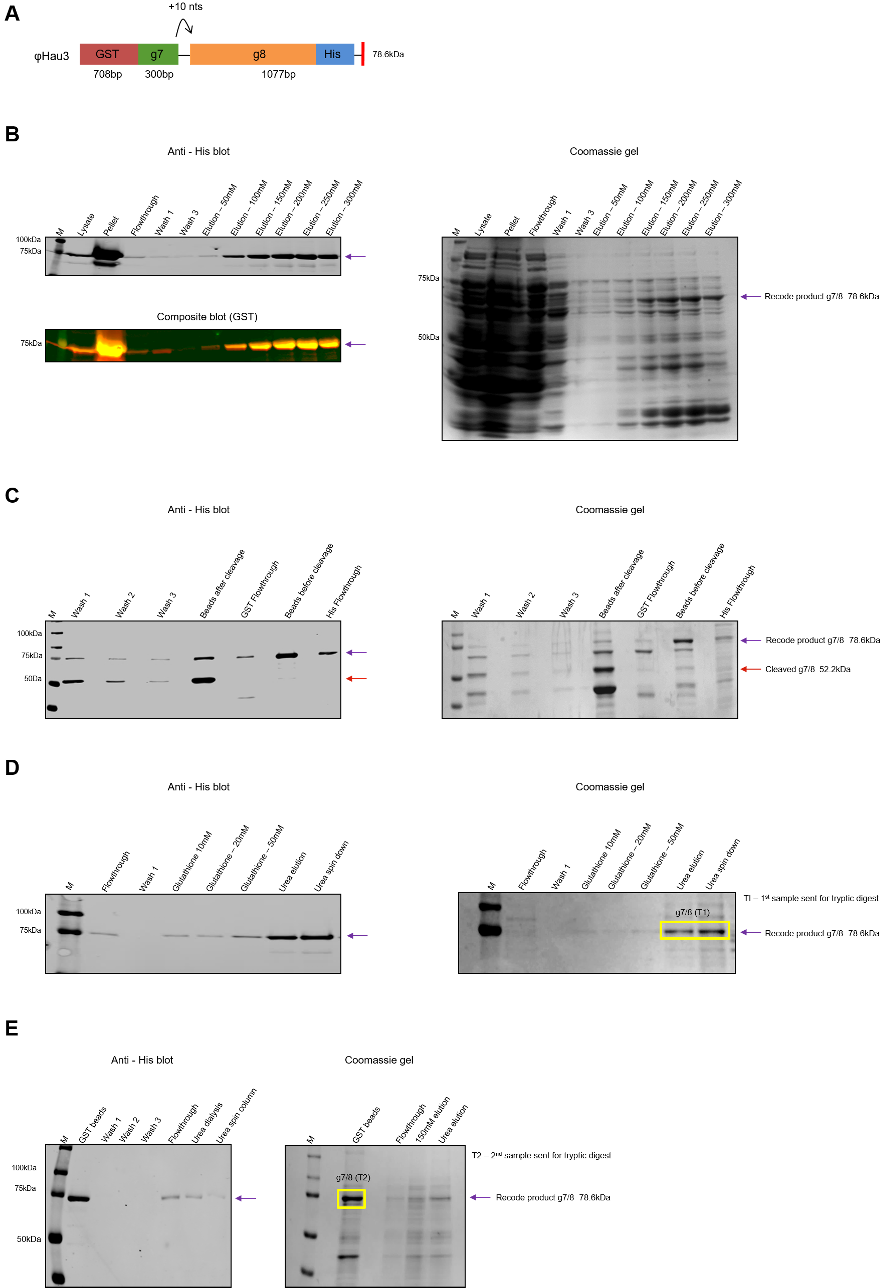 A
+10 nts
φHau3
GST
g7
g8
His
78.6kDa
708bp
300bp
1077bp
B
Anti - His blot
Coomassie gel
M
Lysate
Pellet
Flowthrough
Wash 1
Wash 3
Elution – 50mM
Elution – 100mM
Elution – 150mM
Elution – 200mM
Elution – 250mM
Elution – 300mM
100kDa
75kDa
Composite blot (GST)
75kDa
M
Lysate
Pellet
Flowthrough
Wash 1
Wash 3
Elution – 50mM
Elution – 100mM
Elution – 150mM
Elution – 200mM
Elution – 250mM
Elution – 300mM
75kDa
50kDa
Recode product g7/8 78.6kDa
C
Anti - His blot
Coomassie gel
M
Wash 1
Wash 2
Wash 3
Beads after cleavage
GST Flowthrough
Beads before cleavage
His Flowthrough
100kDa
75kDa
50kDa
M
Wash 1
Wash 2
Wash 3
Beads after cleavage
GST Flowthrough
Beads before cleavage
His Flowthrough
Recode product g7/8 78.6kDa
Cleaved g7/8 52.2kDa
D
Anti - His blot
Coomassie gel
M
Flowthrough
Wash 1
Glutathione 10mM
Glutathione – 20mM
Glutathione – 50mM
Urea elution
Urea spin down
100kDa
75kDa
M
Flowthrough
Wash 1
Glutathione 10mM
Glutathione – 20mM
Glutathione – 50mM
Urea elution
Urea spin down
g7/8 (T1)
TI – 1st sample sent for tryptic digest
Recode product g7/8 78.6kDa
E
Anti - His blot
Coomassie gel
M
GST beads
Wash 1
Wash 2
Wash 3
Flowthrough
Urea dialysis
Urea spin column
100kDa
75kDa
50kDa
M
GST beads
Flowthrough
150mM elution
Urea elution
g7/8 (T2)
T2 – 2nd sample sent for tryptic digest
Recode product g7/8 78.6kDa